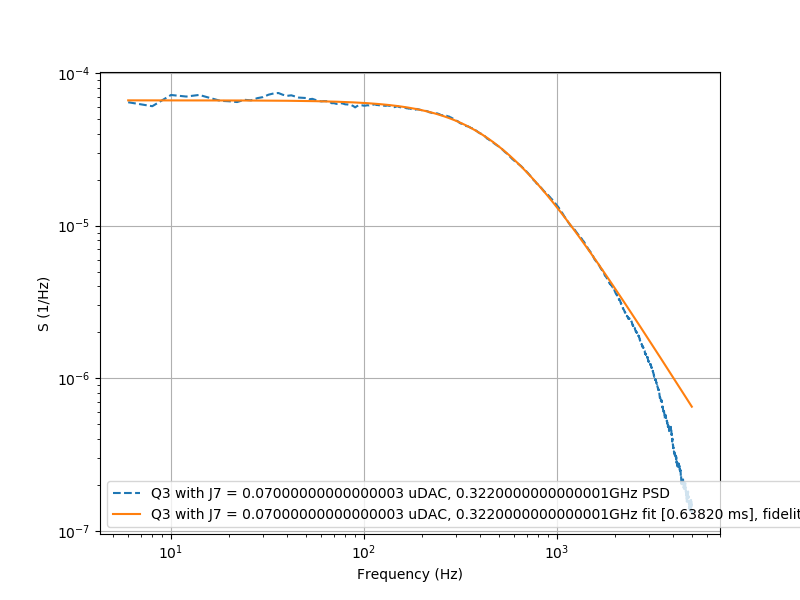 10⁻⁴
10⁻⁵
10⁻⁶
10⁻⁷
S (1/Hz)
Q3 with J7 = 0.07000000000000003 uDAC, 0.3220000000000001GHz PSD
Q3 with J7 = 0.07000000000000003 uDAC, 0.3220000000000001GHz fit [0.63820 ms], fidelit
10¹ 10² 10³
Frequency (Hz)